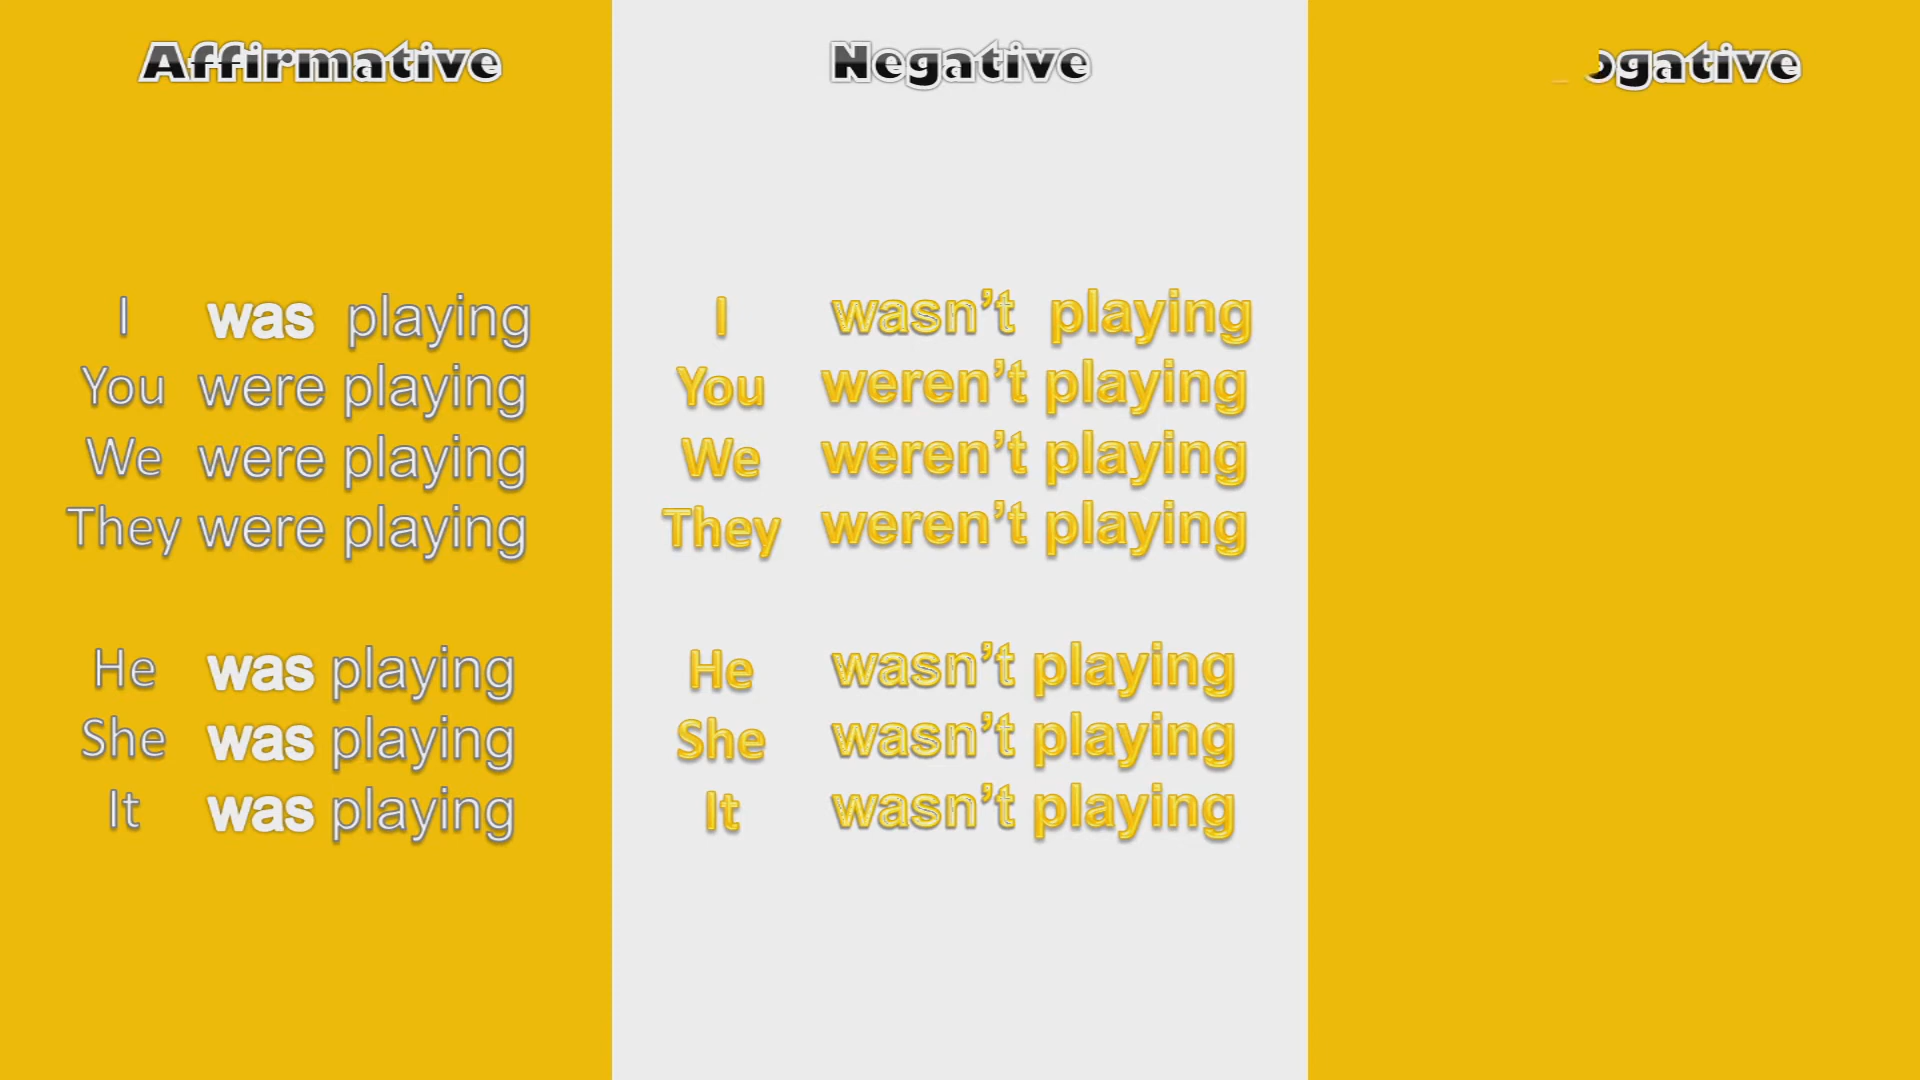 Affirmative
I was playing
You were playing
We were playing
They were playing
He was playing
She was playing
It was playing
Negative
I wasn’t playing
You weren’t playing
We weren’t playing
They weren’t playing
He wasn’t playing
She wasn’t playing
It wasn’t playing